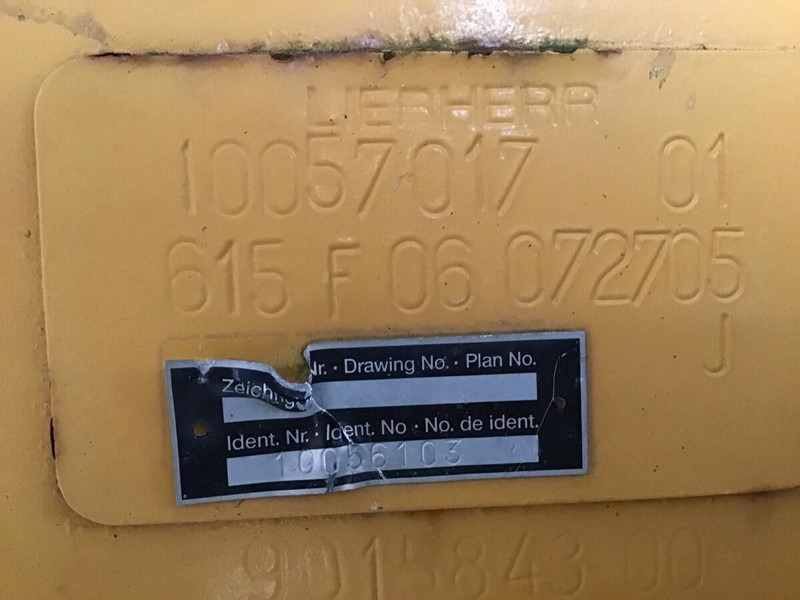 LIEBHERR
10057017 01
615 F 06 072705
J
Nr. · Drawing No. · Plan No.
Ident. Nr. · Ident. No · No. de ident.
10056103
9015843 00